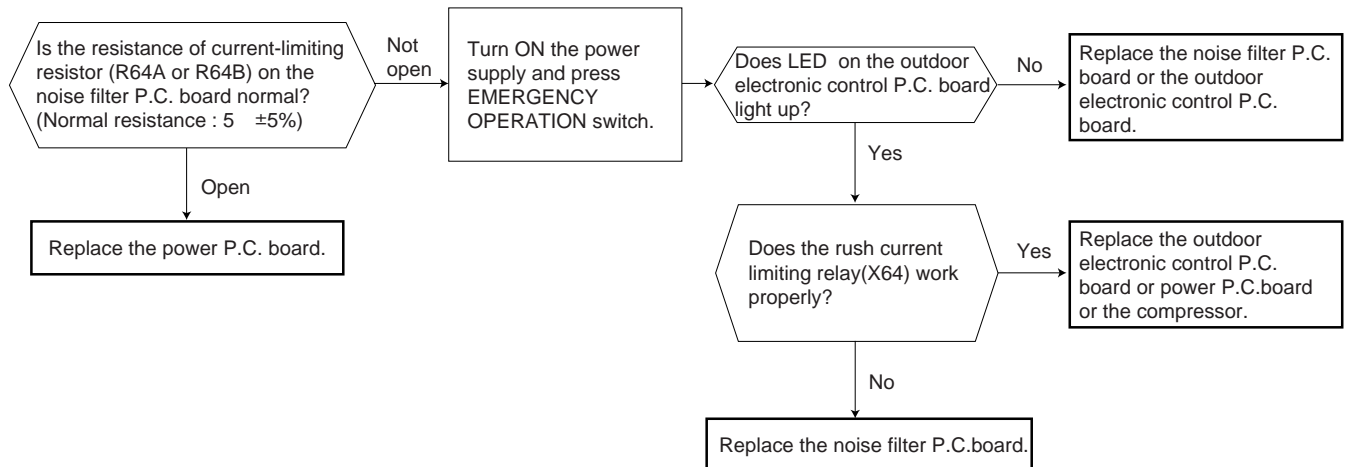 Is the resistance of current-limiting
resistor (R64A or R64B) on the
noise filter P.C. board normal?
(Normal resistance : 5 ±5%)
Not
open
Turn ON the power
supply and press
EMERGENCY
OPERATION switch.
Does LED on the outdoor
electronic control P.C. board
light up?
No
Replace the noise filter P.C.
board or the outdoor
electronic control P.C.
board.
Open
Replace the power P.C. board.
Yes
Does the rush current
limiting relay(X64) work
properly?
Yes
Replace the outdoor
electronic control P.C.
board or power P.C.board
or the compressor.
No
Replace the noise filter P.C.board.